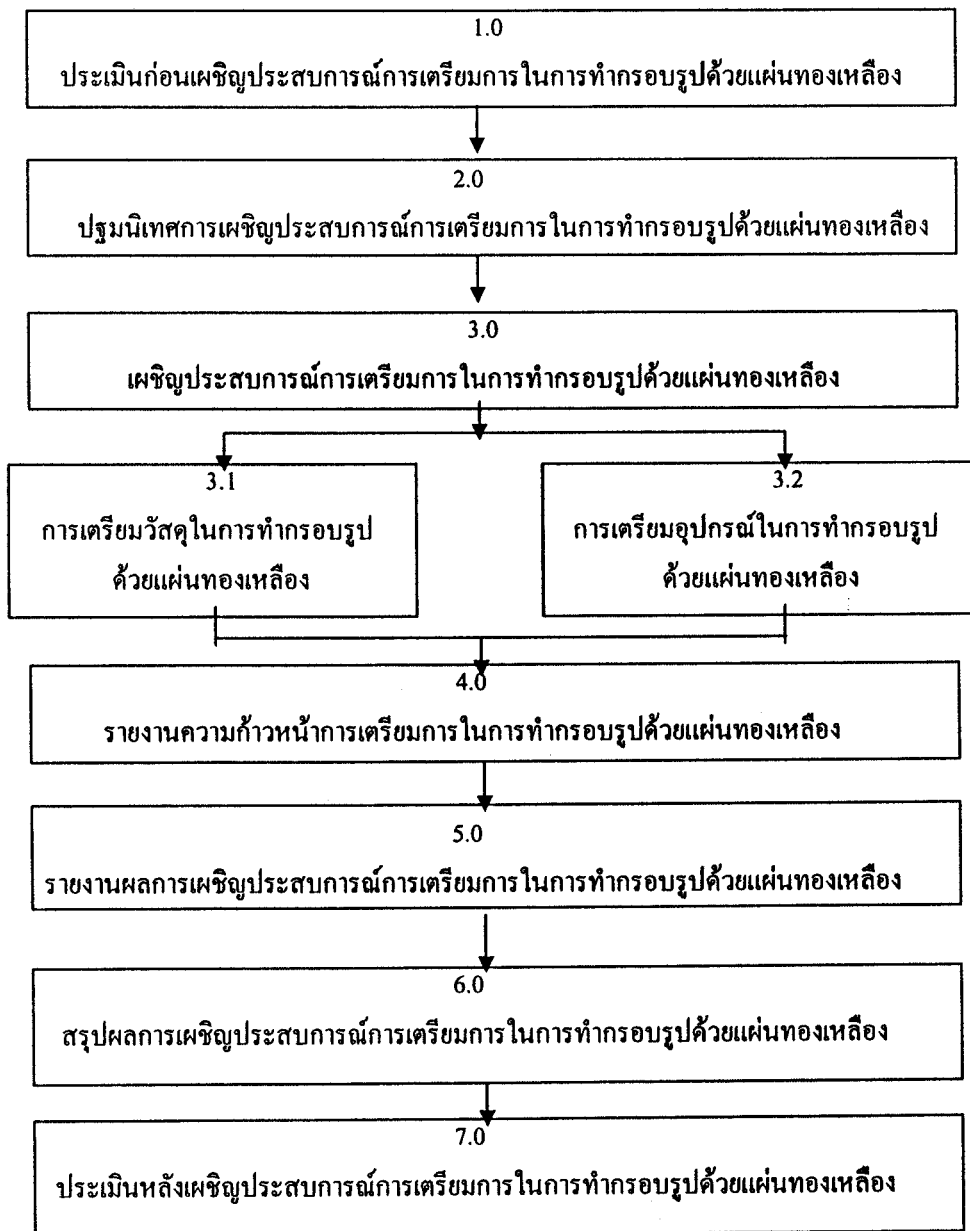 1.0
ประเมินก่อนเผชิญประสบการณ์การเตรียมการในการทำกรอบรูปด้วยแผ่นทองเหลือง
2.0
ปฐมนิเทศการเผชิญประสบการณ์การเตรียมการในการทำกรอบรูปด้วยแผ่นทองเหลือง
3.0
เผชิญประสบการณ์การเตรียมการในการทำกรอบรูปด้วยแผ่นทองเหลือง
3.1
การเตรียมวัสดุในการทำกรอบรูป
ด้วยแผ่นทองเหลือง
3.2
การเตรียมอุปกรณ์ในการทำกรอบรูป
ด้วยแผ่นทองเหลือง
4.0
รายงานความก้าวหน้าการเตรียมการในการทำกรอบรูปด้วยแผ่นทองเหลือง
5.0
รายงานผลการเผชิญประสบการณ์การเตรียมการในการทำกรอบรูปด้วยแผ่นทองเหลือง
6.0
สรุปผลการเผชิญประสบการณ์การเตรียมการในการทำกรอบรูปด้วยแผ่นทองเหลือง
7.0
ประเมินหลังเผชิญประสบการณ์การเตรียมการในการทำกรอบรูปด้วยแผ่นทองเหลือง